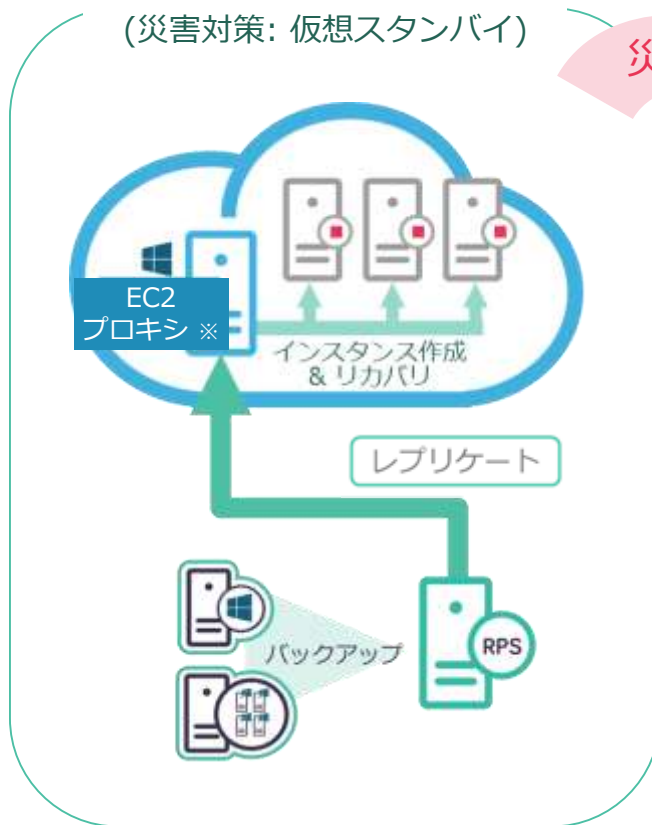 (災害対策: 仮想スタンバイ)
災
EC2
プロキシ ※
インスタンス作成
& リカバリ
レプリケート
バックアップ
RPS